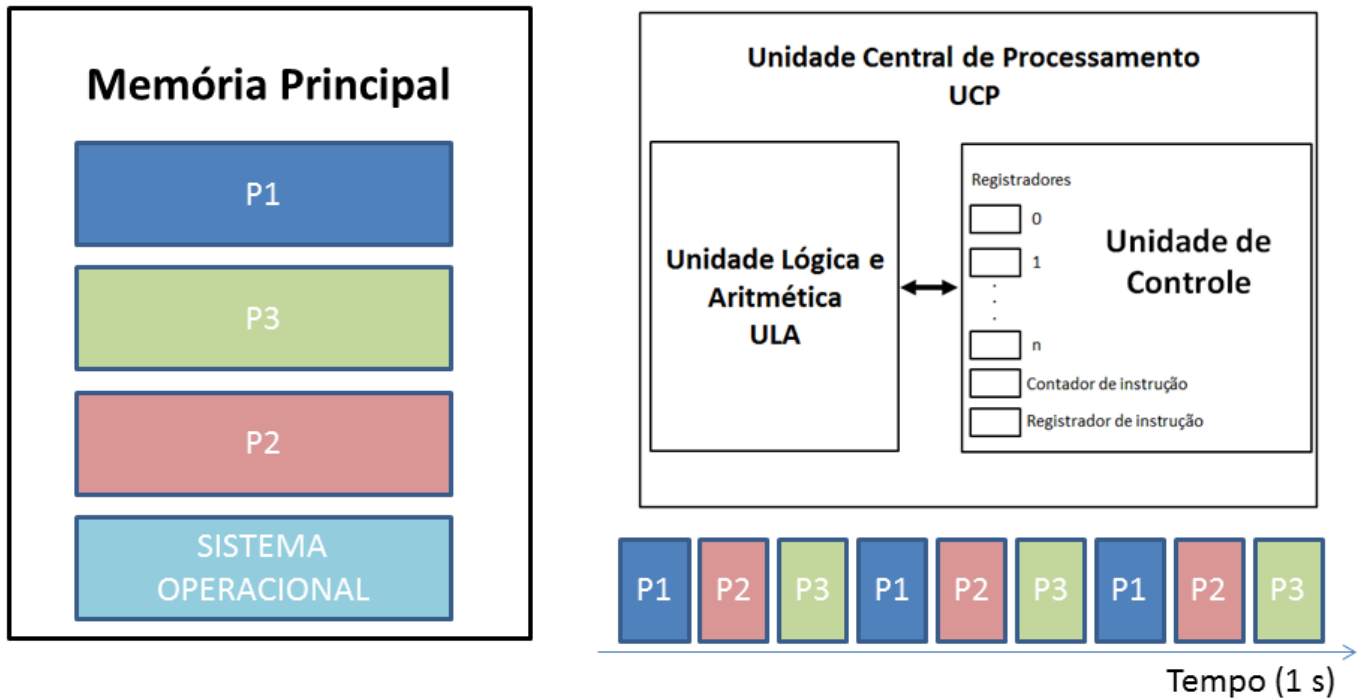 Memória Principal
P1
P3
P2
SISTEMA
OPERACIONAL
Unidade Central de Processamento
UCP
Unidade Lógica e
Aritmética
ULA
Registradores
0
1
.
.
.
n
Contador de instrução
Registrador de instrução
Unidade de
Controle
P1 P2 P3 P1 P2 P3 P1 P2 P3
Tempo (1 s)